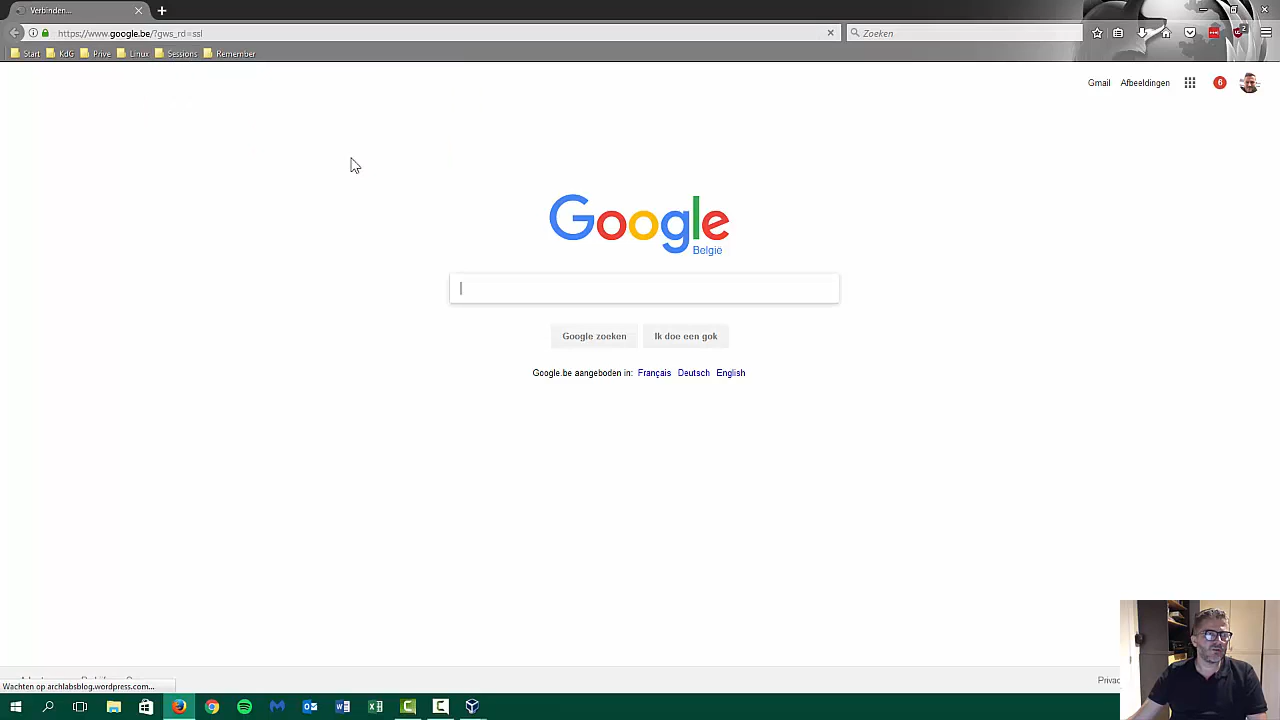 Verbinden...
https://www.google.be/?gws_rd=ssl
Zoeken
2
Start KdG Prive Linux Sessions Remember
Gmail Afbeeldingen 6
Google
België
Google zoeken Ik doe een gok
Google.be aangeboden in: Français Deutsch English
Privac
Wachten op archlabsblog.wordpress.com...